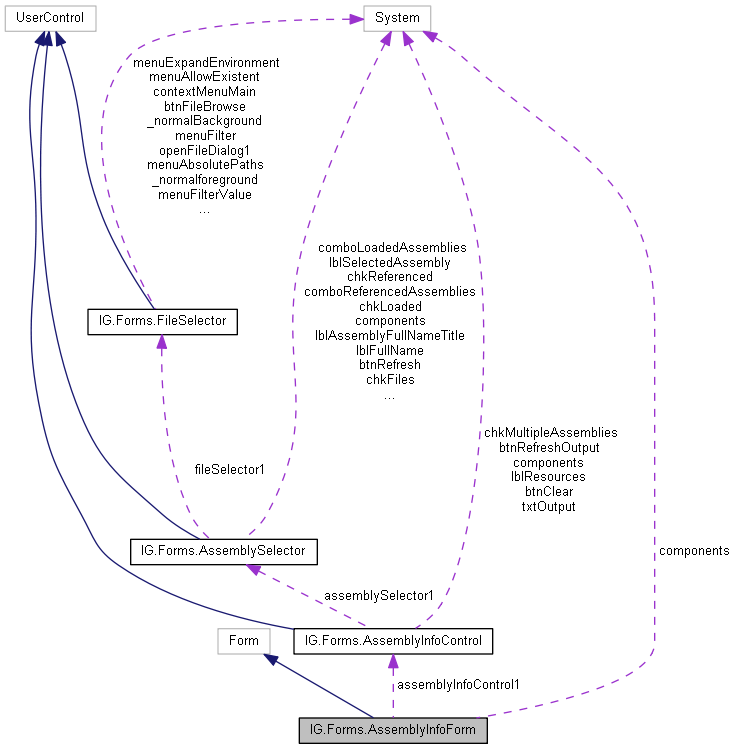 UserControl
System
menuExpandEnvironment
menuAllowExistent
contextMenuMain
btnFileBrowse
_normalBackground
menuFilter
openFileDialog1
menuAbsolutePaths
_normalforeground
menuFilterValue
...
comboLoadedAssemblies
lblSelectedAssembly
chkReferenced
comboReferencedAssemblies
chkLoaded
components
lblAssemblyFullNameTitle
lblFullName
btnRefresh
chkFiles
...
IG.Forms.FileSelector
chkMultipleAssemblies
btnRefreshOutput
components
lblResources
btnClear
txtOutput
fileSelector1
IG.Forms.AssemblySelector
components
assemblySelector1
Form
IG.Forms.AssemblyInfoControl
assemblyInfoControl1
IG.Forms.AssemblyInfoForm